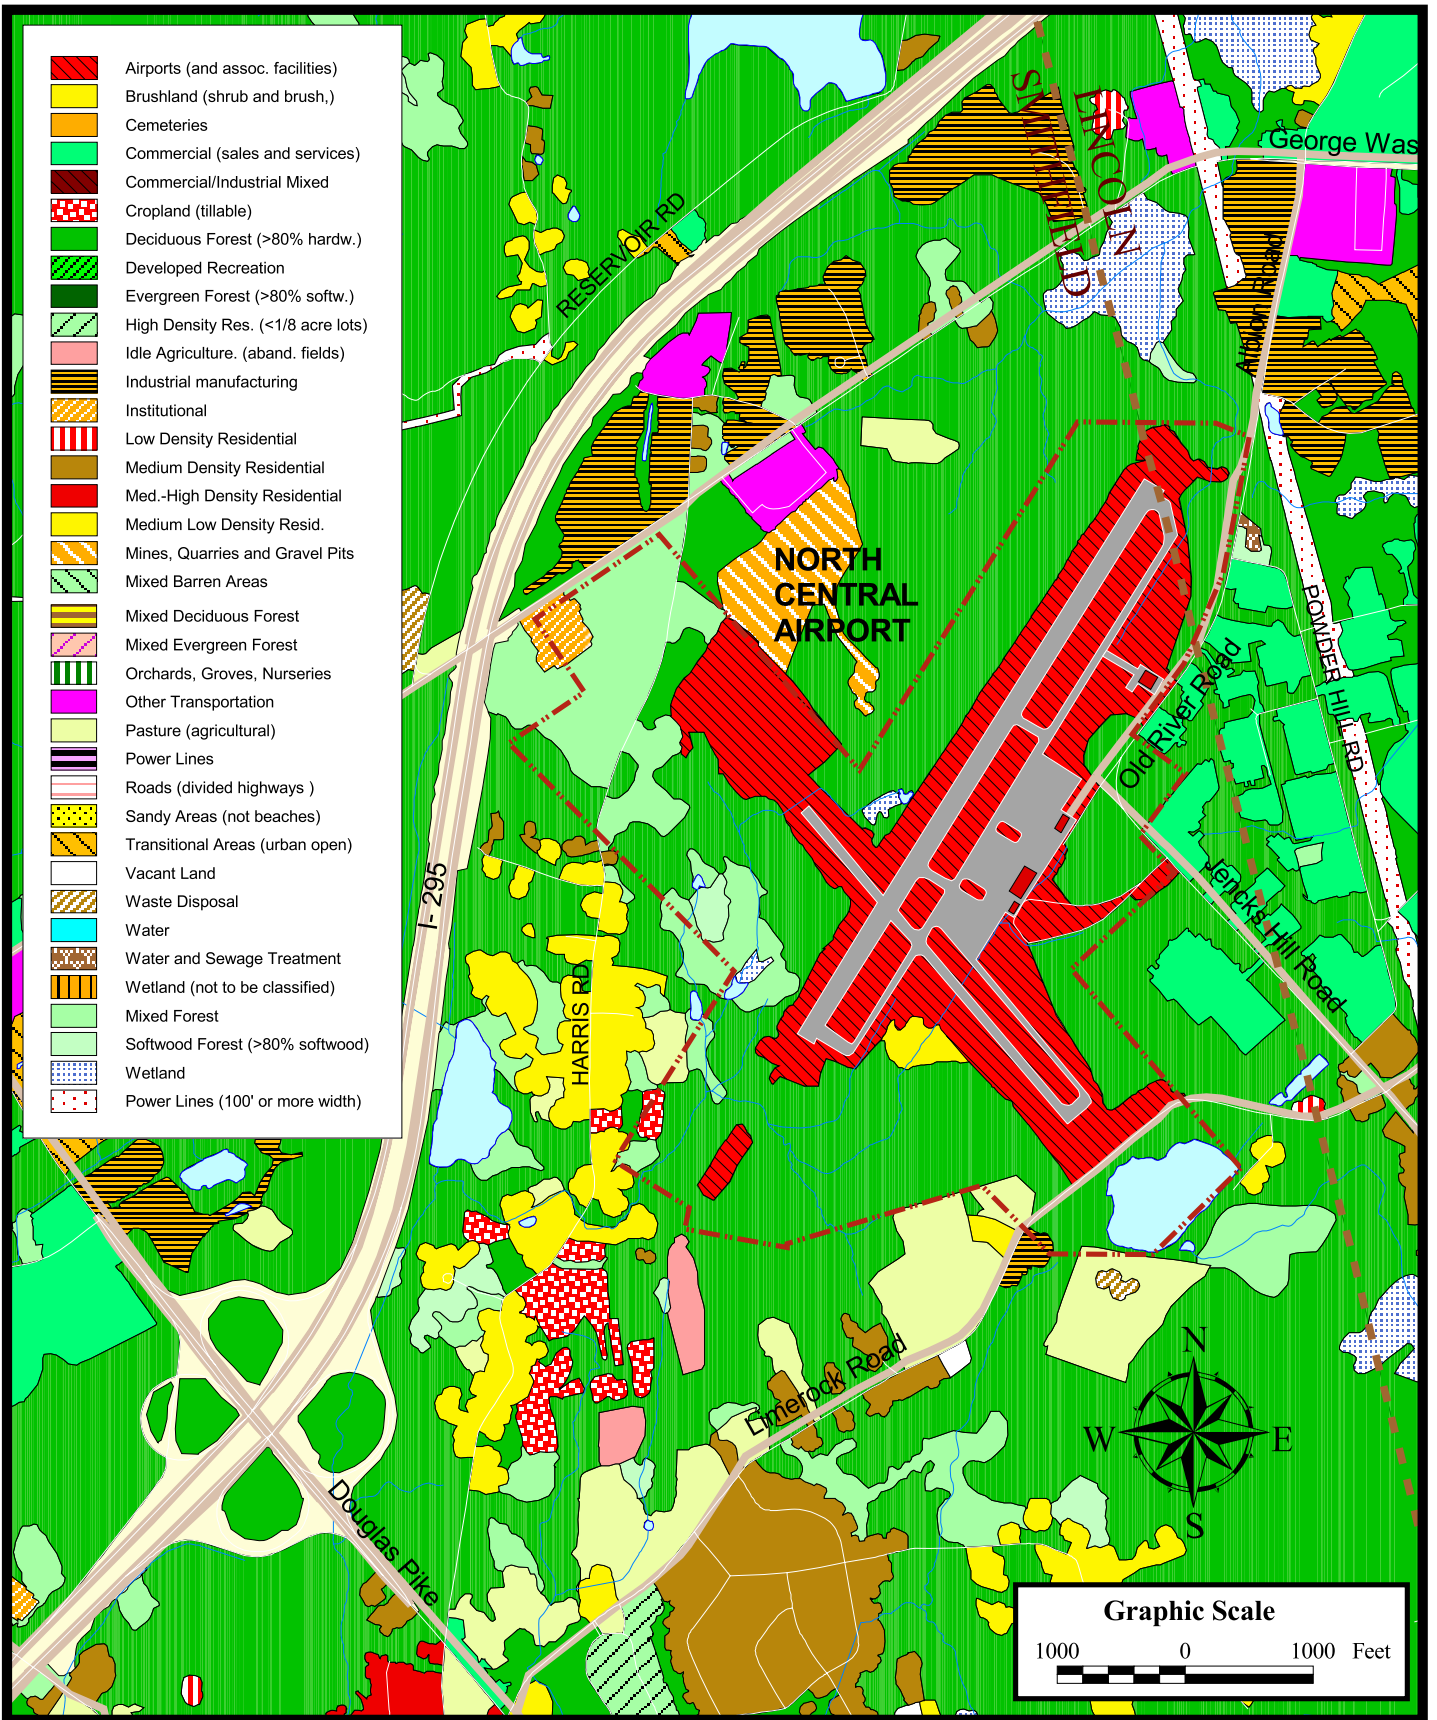 Airports (and assoc. facilities)
Brushland (shrub and brush,)
Cemeteries
Commercial (sales and services)
Commercial/Industrial Mixed
Cropland (tillable)
Deciduous Forest (>80% hardw.)
Developed Recreation
Evergreen Forest (>80% softw.)
High Density Res. (<1/8 acre lots)
Idle Agriculture. (aband. fields)
Industrial manufacturing
Institutional
Low Density Residential
Medium Density Residential
Med.-High Density Residential
Medium Low Density Resid.
Mines, Quarries and Gravel Pits
Mixed Barren Areas
Mixed Deciduous Forest
Mixed Evergreen Forest
Orchards, Groves, Nurseries
Other Transportation
Pasture (agricultural)
Power Lines
Roads (divided highways )
Sandy Areas (not beaches)
Transitional Areas (urban open)
Vacant Land
Waste Disposal
Water
Water and Sewage Treatment
Wetland (not to be classified)
Mixed Forest
Softwood Forest (>80% softwood)
Wetland
Power Lines (100' or more width)
SMITHFIELD
LINCOLN
George Was
RESERVOIR RD
Albion Road
NORTH
CENTRAL
AIRPORT
POWDER HILL RD
Old River Road
Jencks Hill Road
I- 295
HARRIS RD
Limerock Road
Douglas Pike
N
W
E
S
Graphic Scale
1000 0 1000 Feet